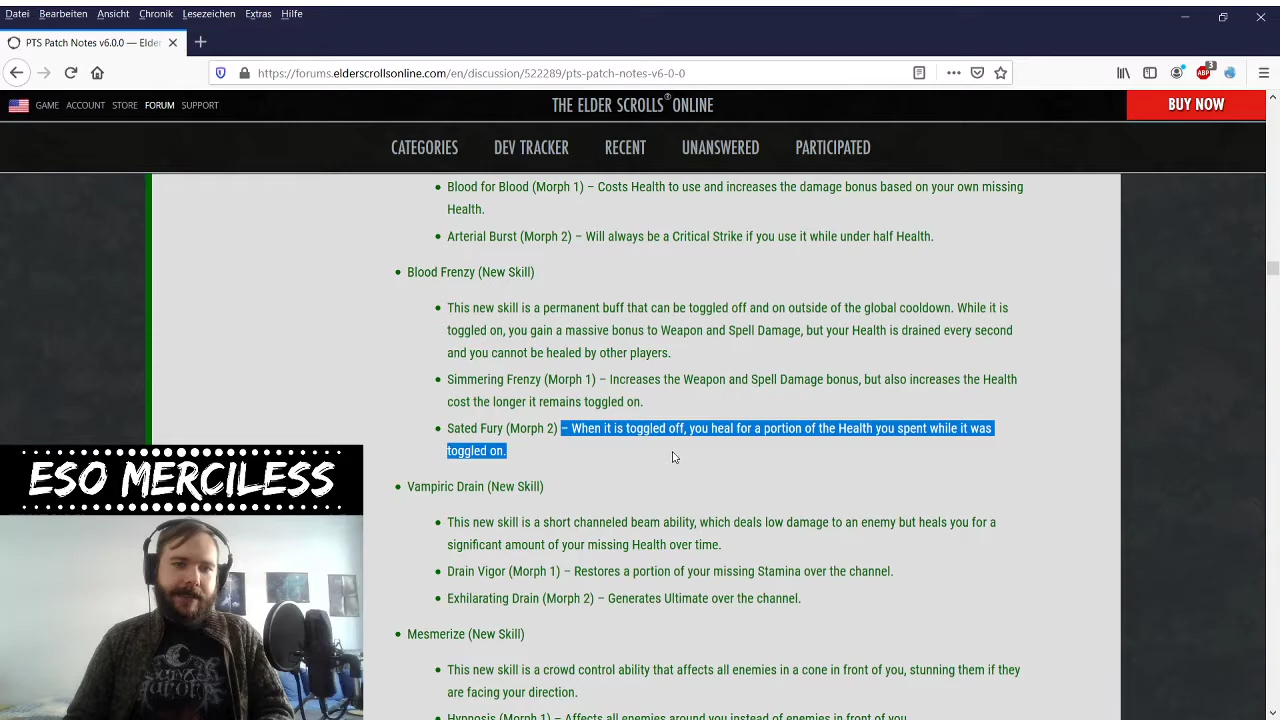 Datei Bearbeiten Ansicht Chronik Lesezeichen Extras Hilfe
PTS Patch Notes v6.0.0 — Elder
https://forums.elderscrollsonline.com/en/discussion/522289/pts-patch-notes-v6-0-0
ABP 3
GAME ACCOUNT STORE FORUM SUPPORT
THE ELDER SCROLLS® ONLINE
BUY NOW
CATEGORIES DEV TRACKER RECENT UNANSWERED PARTICIPATED
• Blood for Blood (Morph 1) – Costs Health to use and increases the damage bonus based on your own missing
Health.
• Arterial Burst (Morph 2) – Will always be a Critical Strike if you use it while under half Health.
• Blood Frenzy (New Skill)
• This new skill is a permanent buff that can be toggled off and on outside of the global cooldown. While it is
toggled on, you gain a massive bonus to Weapon and Spell Damage, but your Health is drained every second
and you cannot be healed by other players.
• Simmering Frenzy (Morph 1) – Increases the Weapon and Spell Damage bonus, but also increases the Health
cost the longer it remains toggled on.
• Sated Fury (Morph 2) – When it is toggled off, you heal for a portion of the Health you spent while it was
toggled on.
• Vampiric Drain (New Skill)
• This new skill is a short channeled beam ability, which deals low damage to an enemy but heals you for a
significant amount of your missing Health over time.
• Drain Vigor (Morph 1) – Restores a portion of your missing Stamina over the channel.
• Exhilarating Drain (Morph 2) – Generates Ultimate over the channel.
• Mesmerize (New Skill)
• This new skill is a crowd control ability that affects all enemies in a cone in front of you, stunning them if they
are facing your direction.
• Hypnosis (Morph 1) – Affects all enemies around you instead of enemies in front of you.
ESO MERCILESS